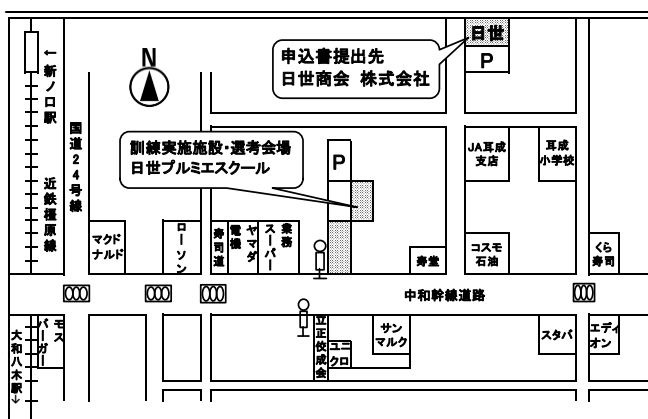 日世
P
申込書提出先
日世商会 株式会社
N
←新ノ口駅
近鉄橿原線
国道24号線
訓練実施施設・選考会場
日世プルミエスクール
P
JA耳成
支店
耳成
小学校
マクド
ナルド
ローソン
寿司道
ヤマダ
電機
業務
スーパー
寿堂
コスモ
石油
くら
寿司
中和幹線道路
モス
バーガー
大和八木駅→
立正佼成会
ユニ
クロ
サン
マルク
スタバ
エディ
オン